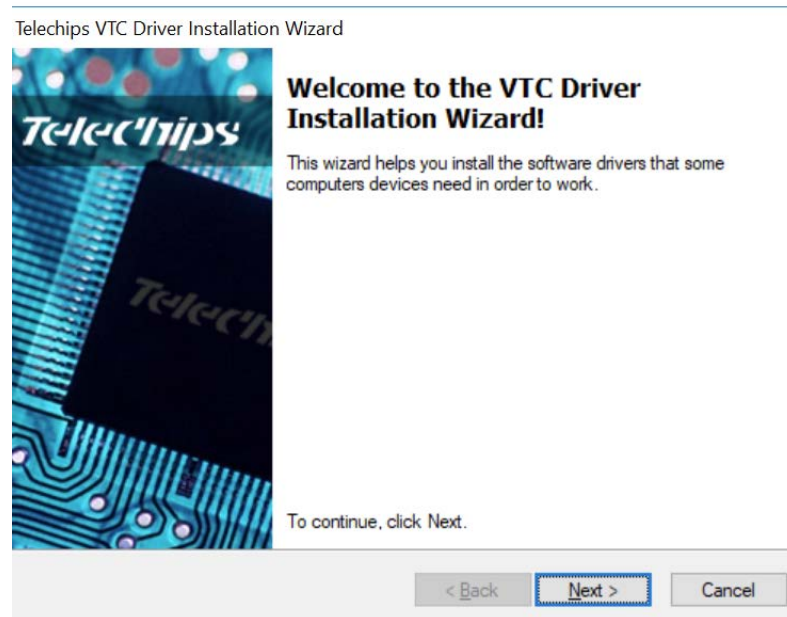 Telechips VTC Driver Installation Wizard
Telechips
Welcome to the VTC Driver
Installation Wizard!
This wizard helps you install the software drivers that some
computers devices need in order to work.
Telechips
To continue, click Next.
< Back
Next >
Cancel